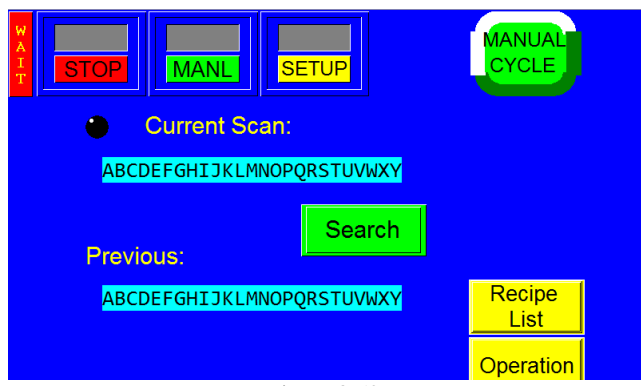 WAIT
STOP
MANL
SETUP
MANUAL
CYCLE
Current Scan:
ABCDEFGHIJKLMNOPQRSTUVWXY
Search
Previous:
ABCDEFGHIJKLMNOPQRSTUVWXY
Recipe
List
Operation